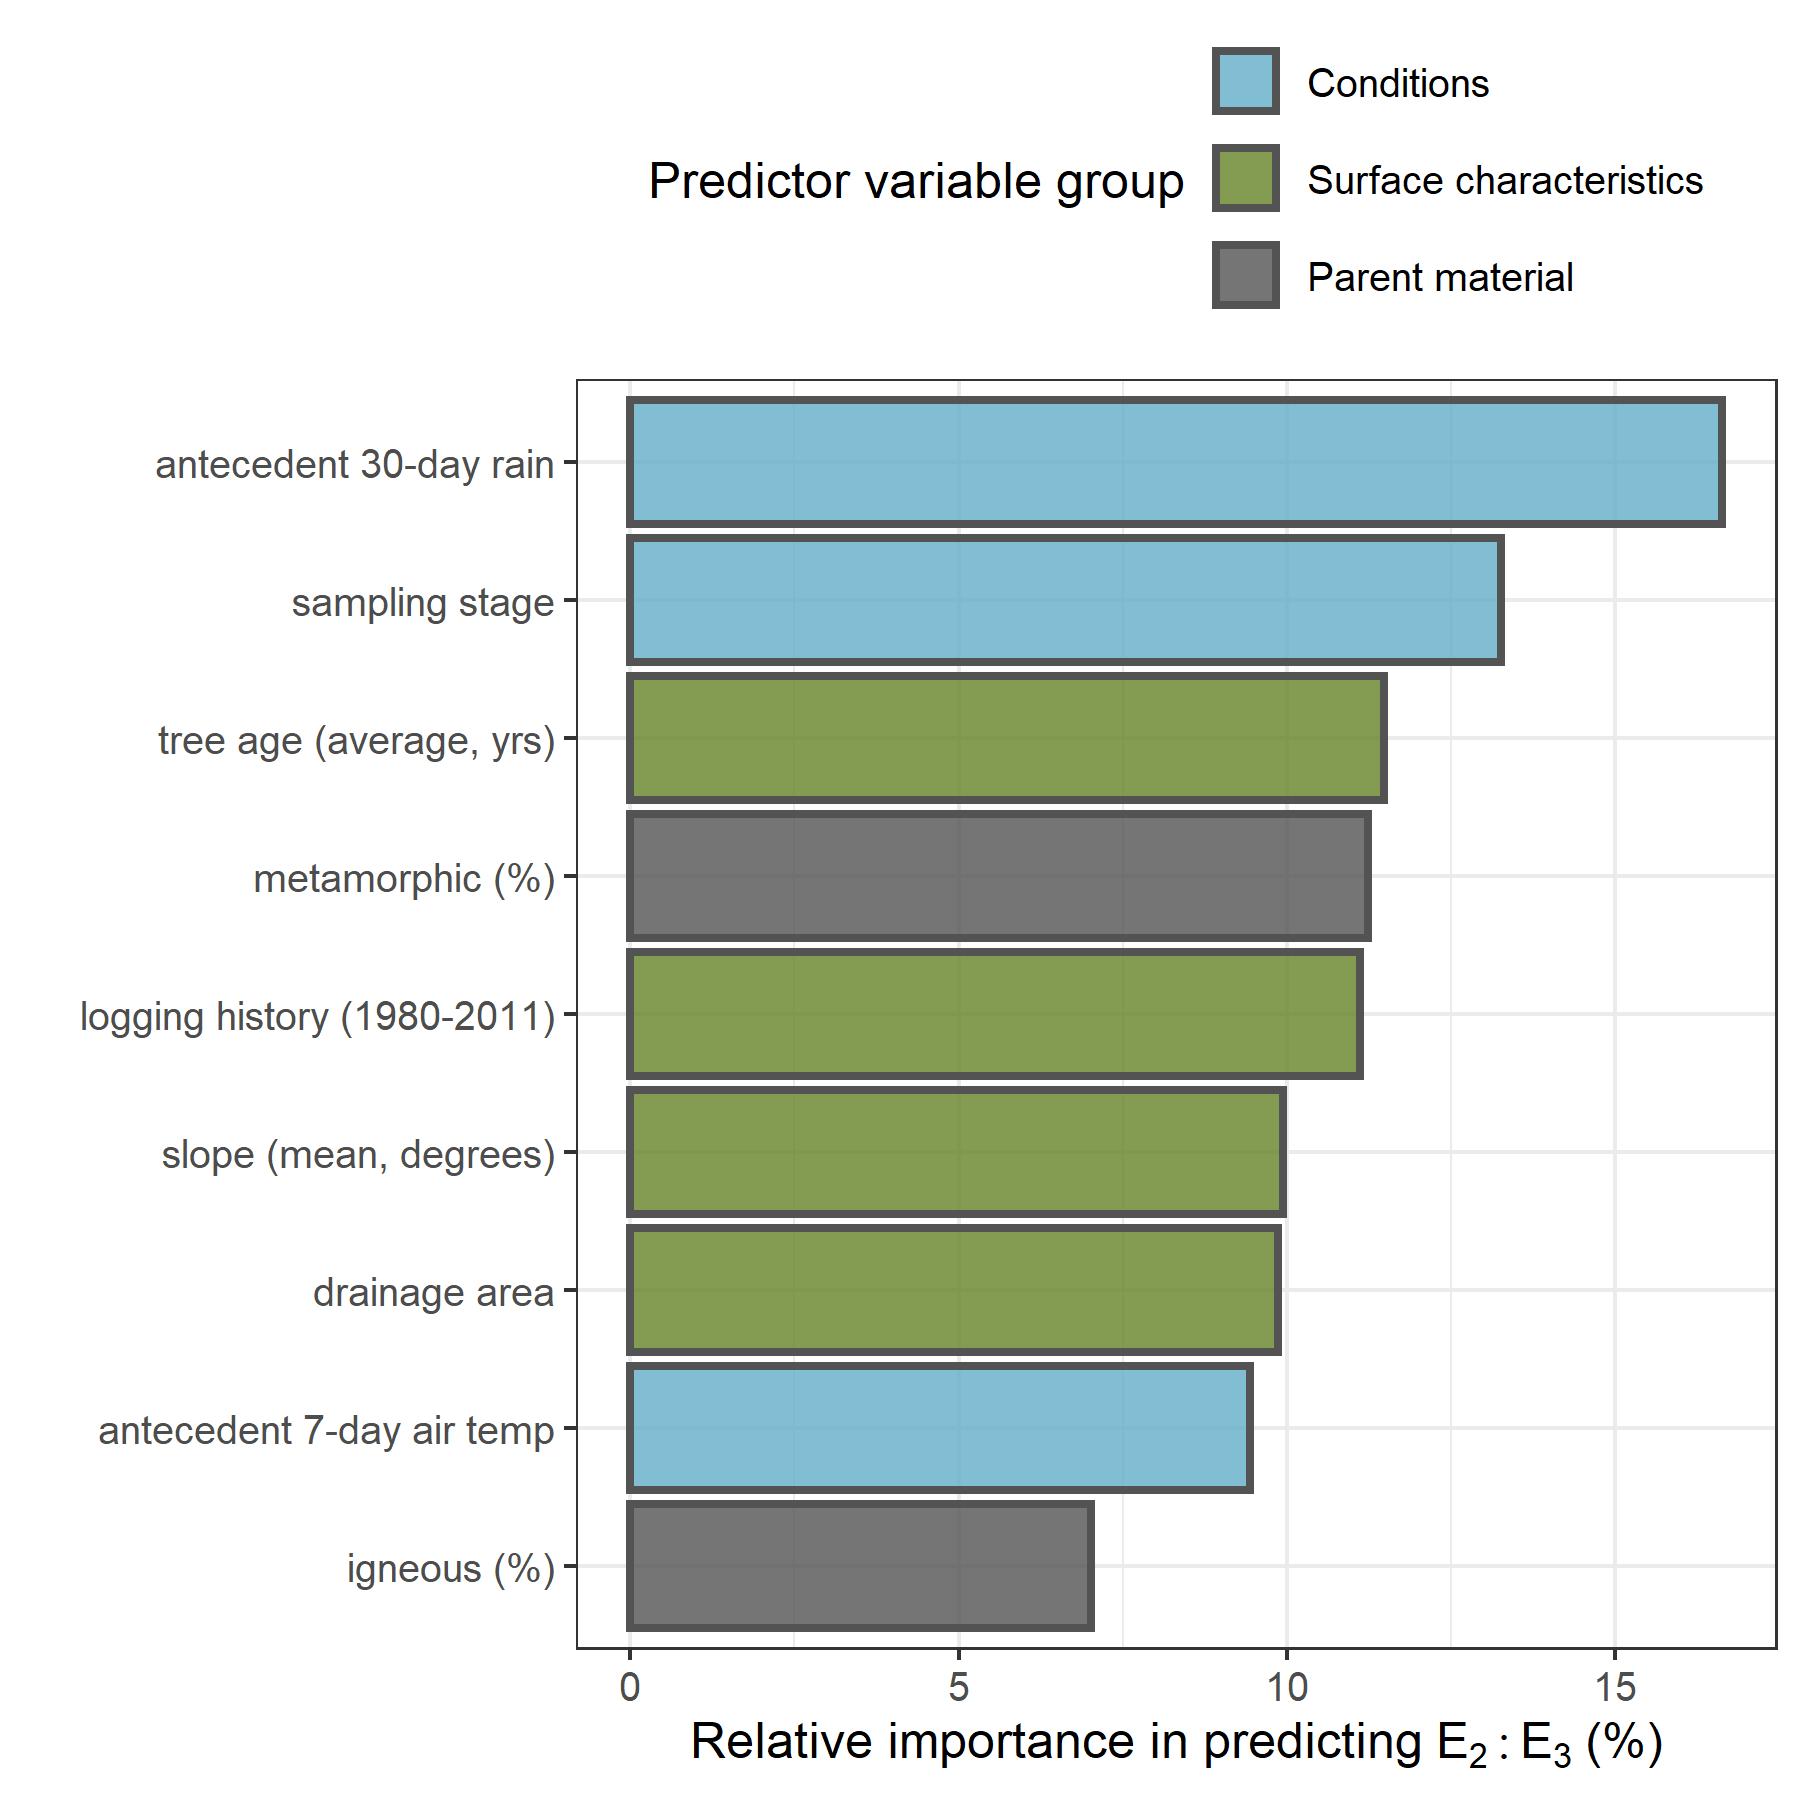 Conditions
Predictor variable group
Surface characteristics
Parent material
antecedent 30-day rain
sampling stage
tree age (average, yrs)
metamorphic (%)
logging history (1980-2011)
slope (mean, degrees)
drainage area
antecedent 7-day air temp
igneous (%)
0 5 10 15
Relative importance in predicting E₂ : E₃ (%)